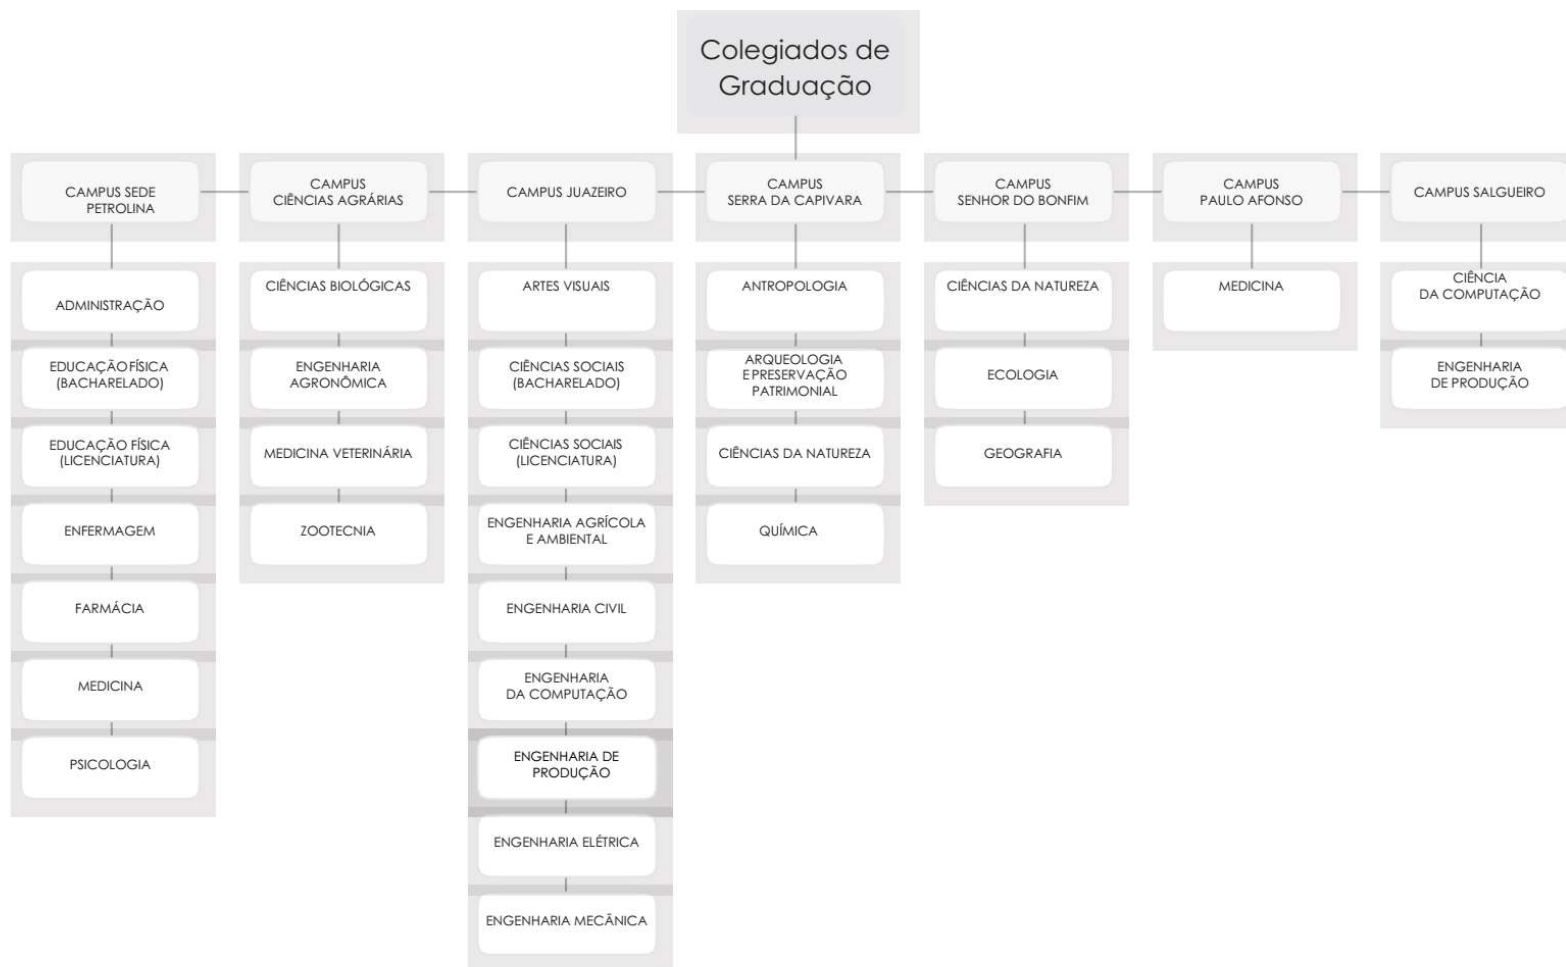 Colegiados de
Graduação
CAMPUS SEDE
PETROLINA
CAMPUS
CIÊNCIAS AGRÁRIAS
CAMPUS JUAZEIRO
CAMPUS
SERRA DA CAPIVARA
CAMPUS
SENHOR DO BONFIM
CAMPUS
PAULO AFONSO
CAMPUS SALGUEIRO
ADMINISTRAÇÃO
EDUCAÇÃO FÍSICA
(BACHARELADO)
EDUCAÇÃO FÍSICA
(LICENCIATURA)
ENFERMAGEM
FARMÁCIA
MEDICINA
PSICOLOGIA
CIÊNCIAS BIOLÓGICAS
ENGENHARIA
AGRONÔMICA
MEDICINA VETERINÁRIA
ZOOTECNIA
ARTES VISUAIS
CIÊNCIAS SOCIAIS
(BACHARELADO)
CIÊNCIAS SOCIAIS
(LICENCIATURA)
ENGENHARIA AGRÍCOLA
E AMBIENTAL
ENGENHARIA CIVIL
ENGENHARIA
DA COMPUTAÇÃO
ENGENHARIA DE
PRODUÇÃO
ENGENHARIA ELÉTRICA
ENGENHARIA MECÂNICA
ANTROPOLOGIA
ARQUEOLOGIA
E PRESERVAÇÃO
PATRIMONIAL
CIÊNCIAS DA NATUREZA
QUÍMICA
CIÊNCIAS DA NATUREZA
ECOLOGIA
GEOGRAFIA
MEDICINA
CIÊNCIA
DA COMPUTAÇÃO
ENGENHARIA
DE PRODUÇÃO